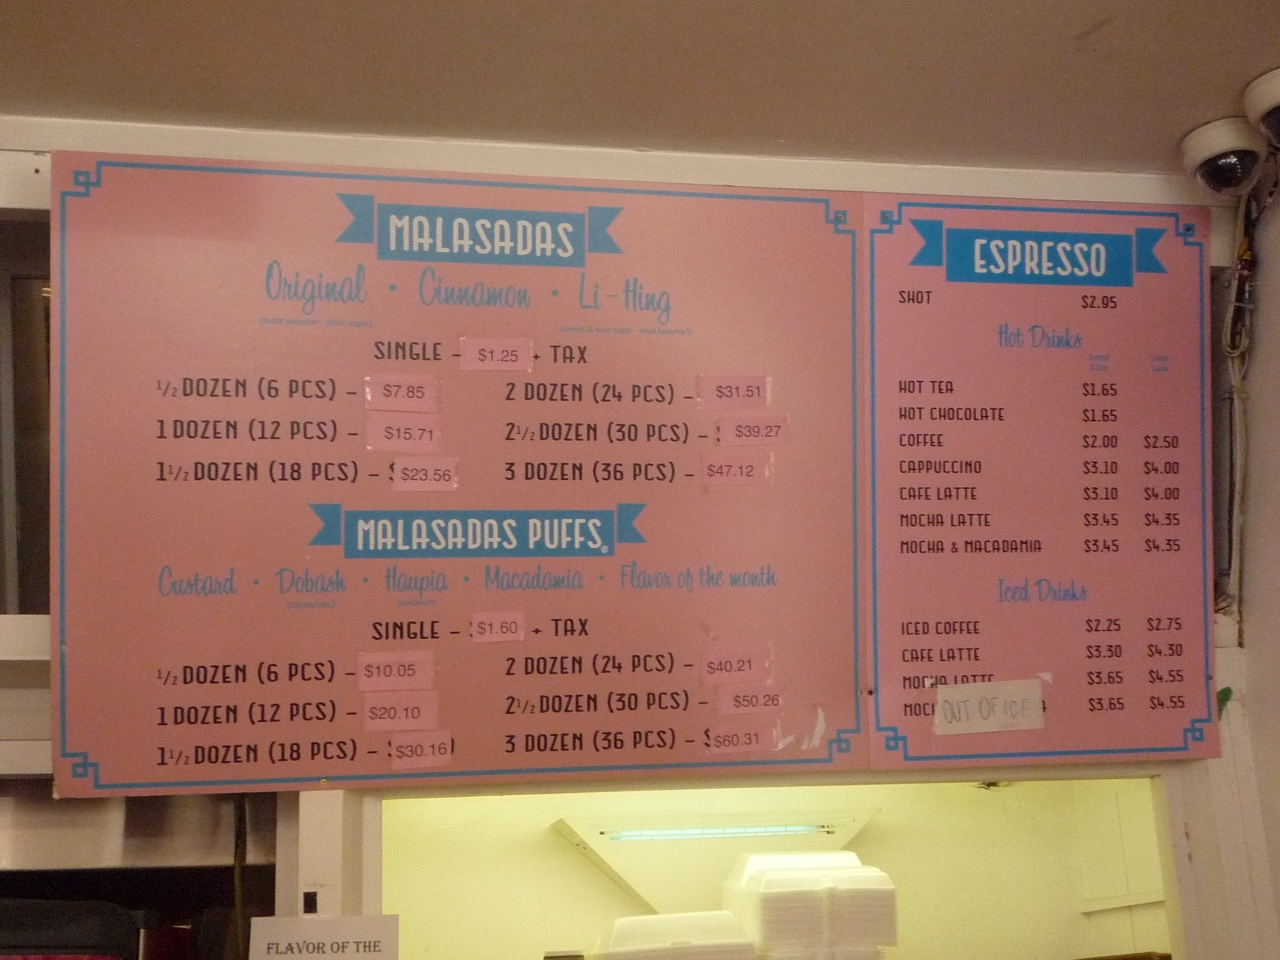 MALASADAS
Original • Cinnamon • Li-Hing
SINGLE - $1.25 + TAX
1/2 DOZEN (6 PCS) - $7.85
1 DOZEN (12 PCS) - $15.71
1 1/2 DOZEN (18 PCS) - $23.56
2 DOZEN (24 PCS) - $31.51
2 1/2 DOZEN (30 PCS) - $39.27
3 DOZEN (36 PCS) - $47.12
MALASADAS PUFFS®
Custard • Dobash • Haupia • Macadamia • Flavor of the month
(chocolate) (coconut)
SINGLE - $1.60 + TAX
1/2 DOZEN (6 PCS) - $10.05
1 DOZEN (12 PCS) - $20.10
1 1/2 DOZEN (18 PCS) - $30.16
2 DOZEN (24 PCS) - $40.21
2 1/2 DOZEN (30 PCS) - $50.26
3 DOZEN (36 PCS) - $60.31
ESPRESSO
SHOT $2.95
Hot Drinks
Small Large
HOT TEA $1.65
HOT CHOCOLATE $1.65
COFFEE $2.00 $2.50
CAPPUCCINO $3.10 $4.00
CAFE LATTE $3.10 $4.00
MOCHA LATTE $3.45 $4.35
MOCHA & MACADAMIA $3.45 $4.35
Iced Drinks
ICED COFFEE $2.25 $2.75
CAFE LATTE $3.30 $4.30
MOCHA LATTE $3.65 $4.55
MOC $3.65 $4.55
OUT OF ICE
FLAVOR OF THE